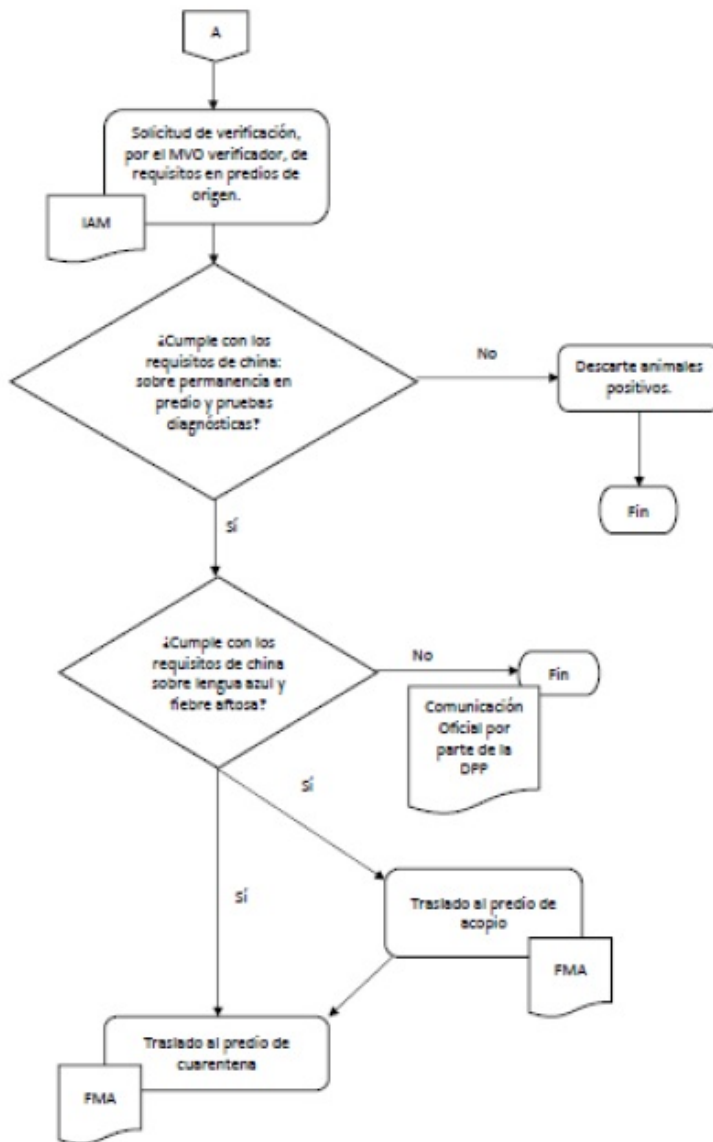 A
Solicitud de verificación,
por el MVO verificador, de
requisitos en predios de
origen.
IAM
¿Cumple con los
requisitos de china:
sobre permanencia en
predio y pruebas
diagnósticas?
No
Descarte animales
positivos.
Fin
Sí
¿Cumple con los
requisitos de china
sobre lengua azul y
fiebre aftosa?
No
Fin
Comunicación
Oficial por
parte de la
DPP
Sí
Sí
Traslado al predio de
acopio
FMA
Traslado al predio de
cuarentena
FMA